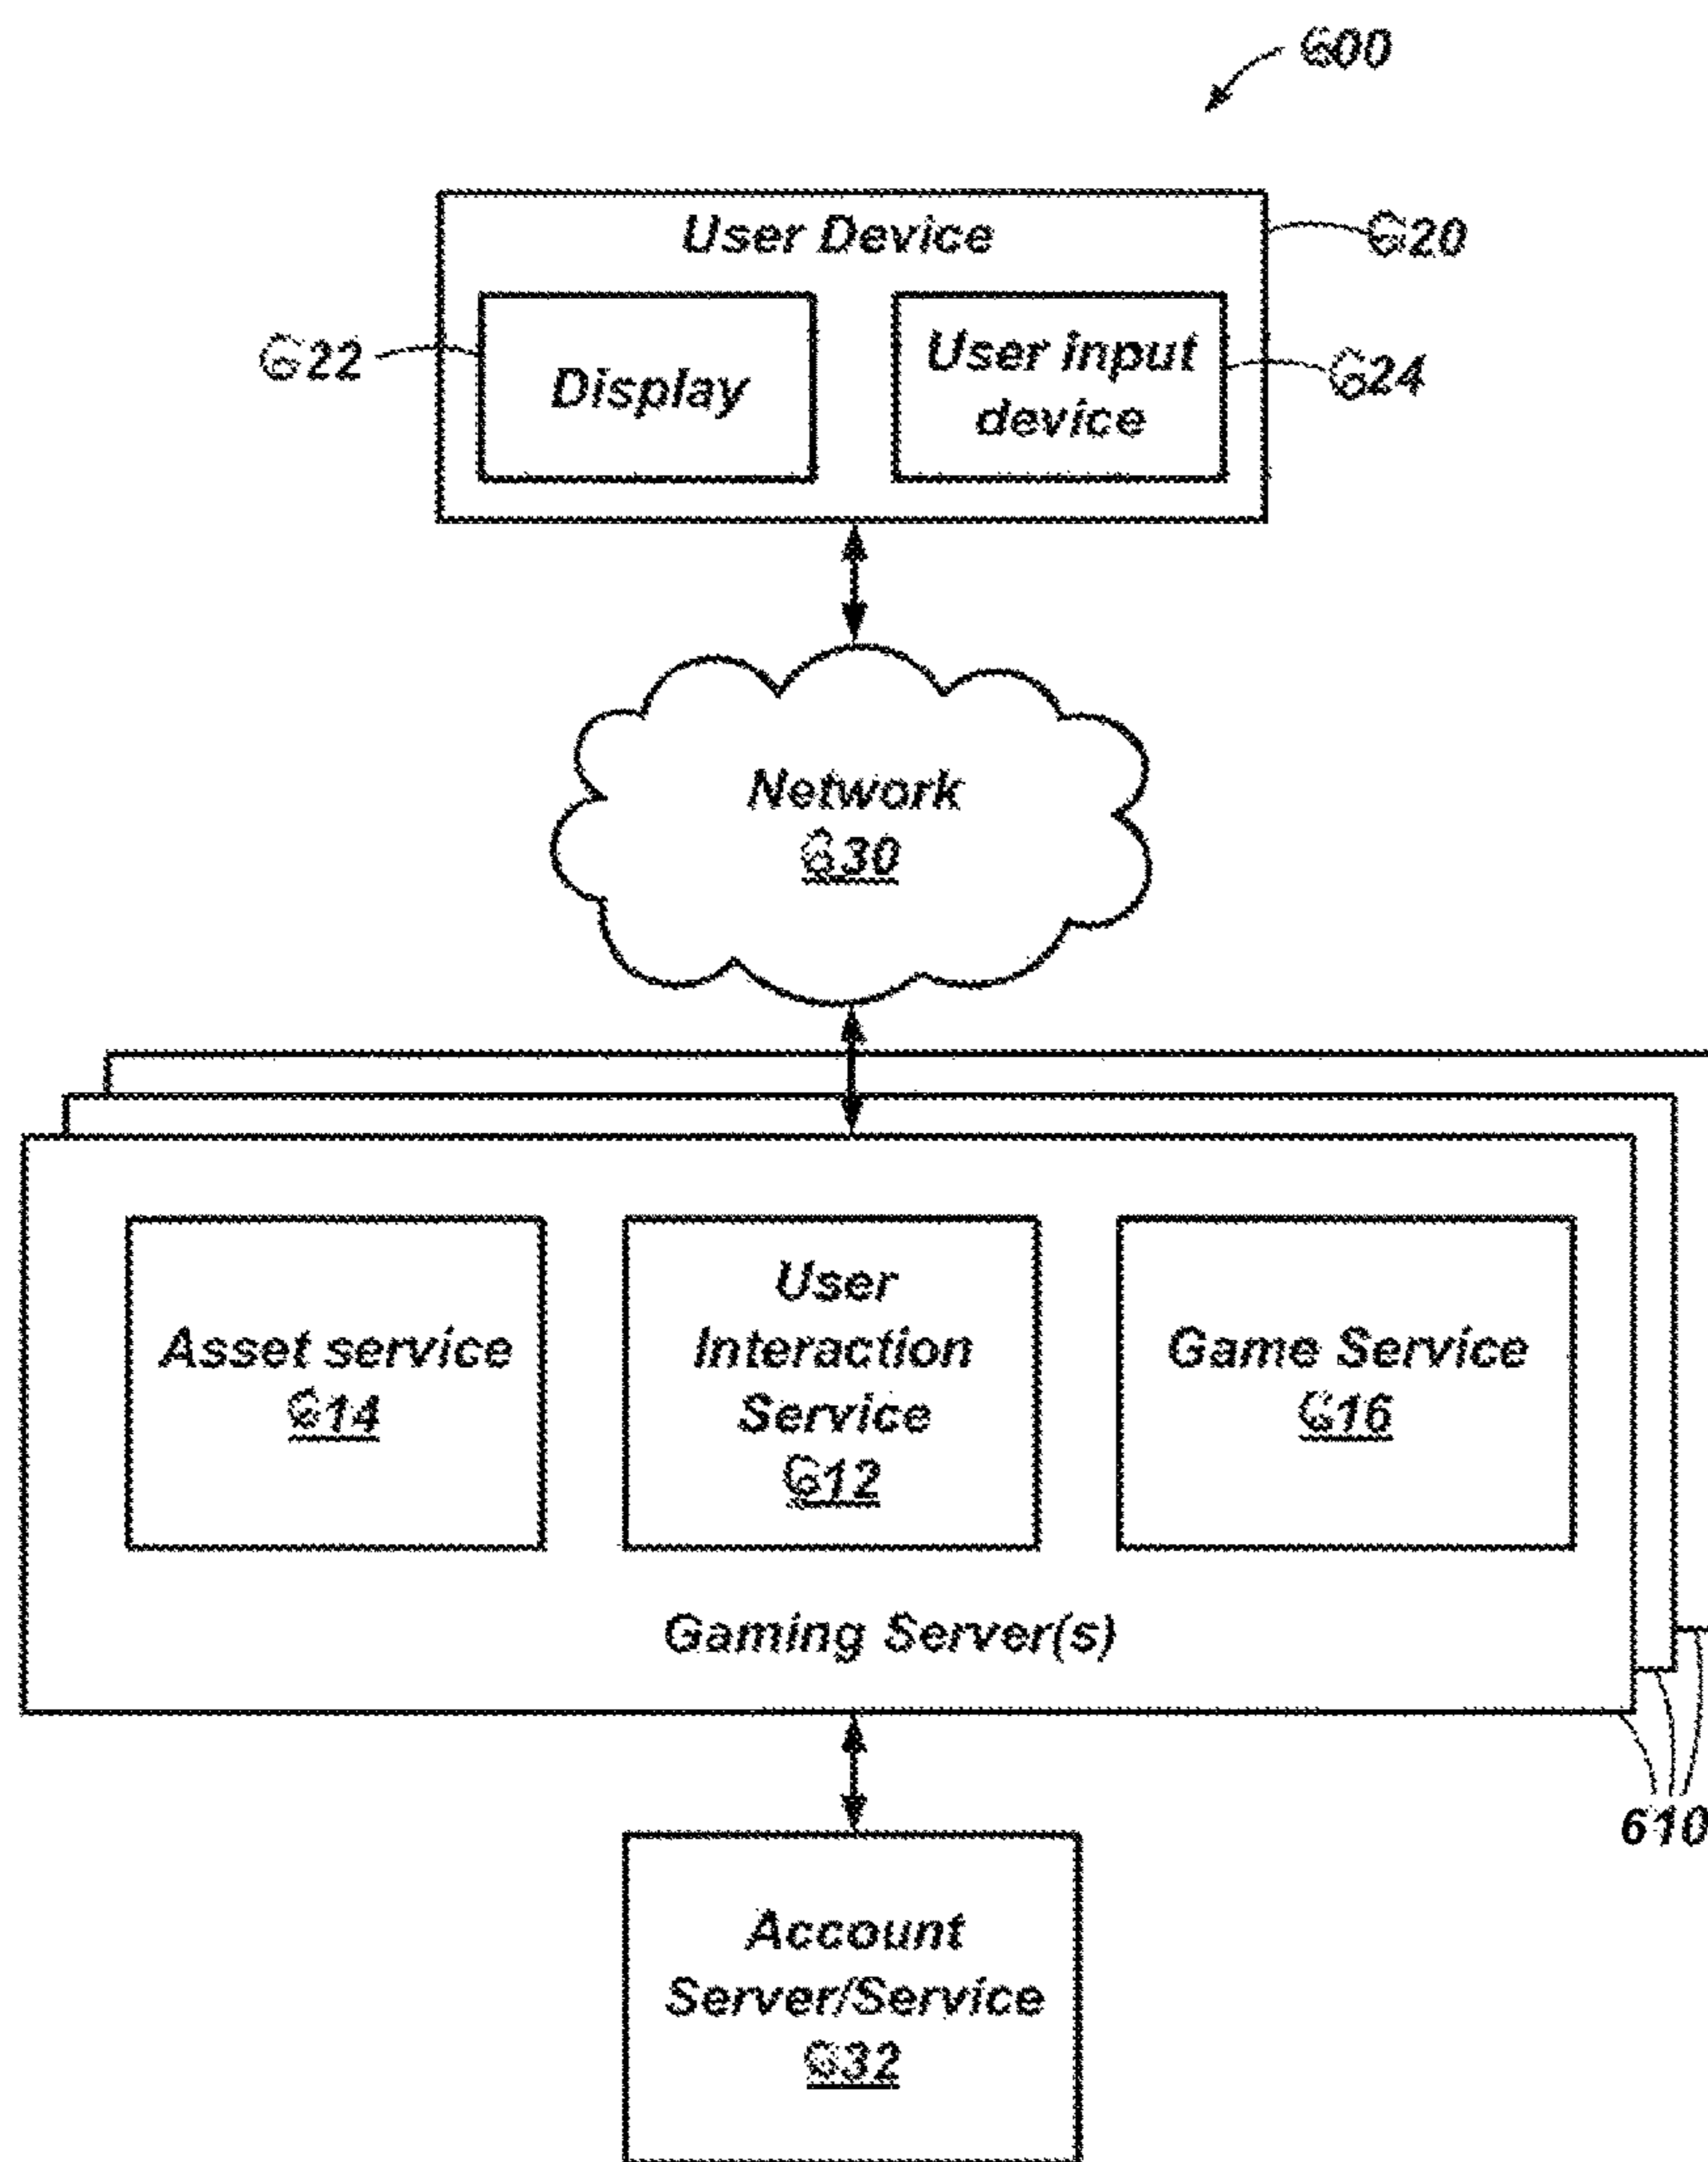 600
User Device
620
622
Display
User input
device
624
Network
630
Asset service
614
User
Interaction
Service
612
Game Service
616
Gaming Server(s)
610
Account
Server/Service
632